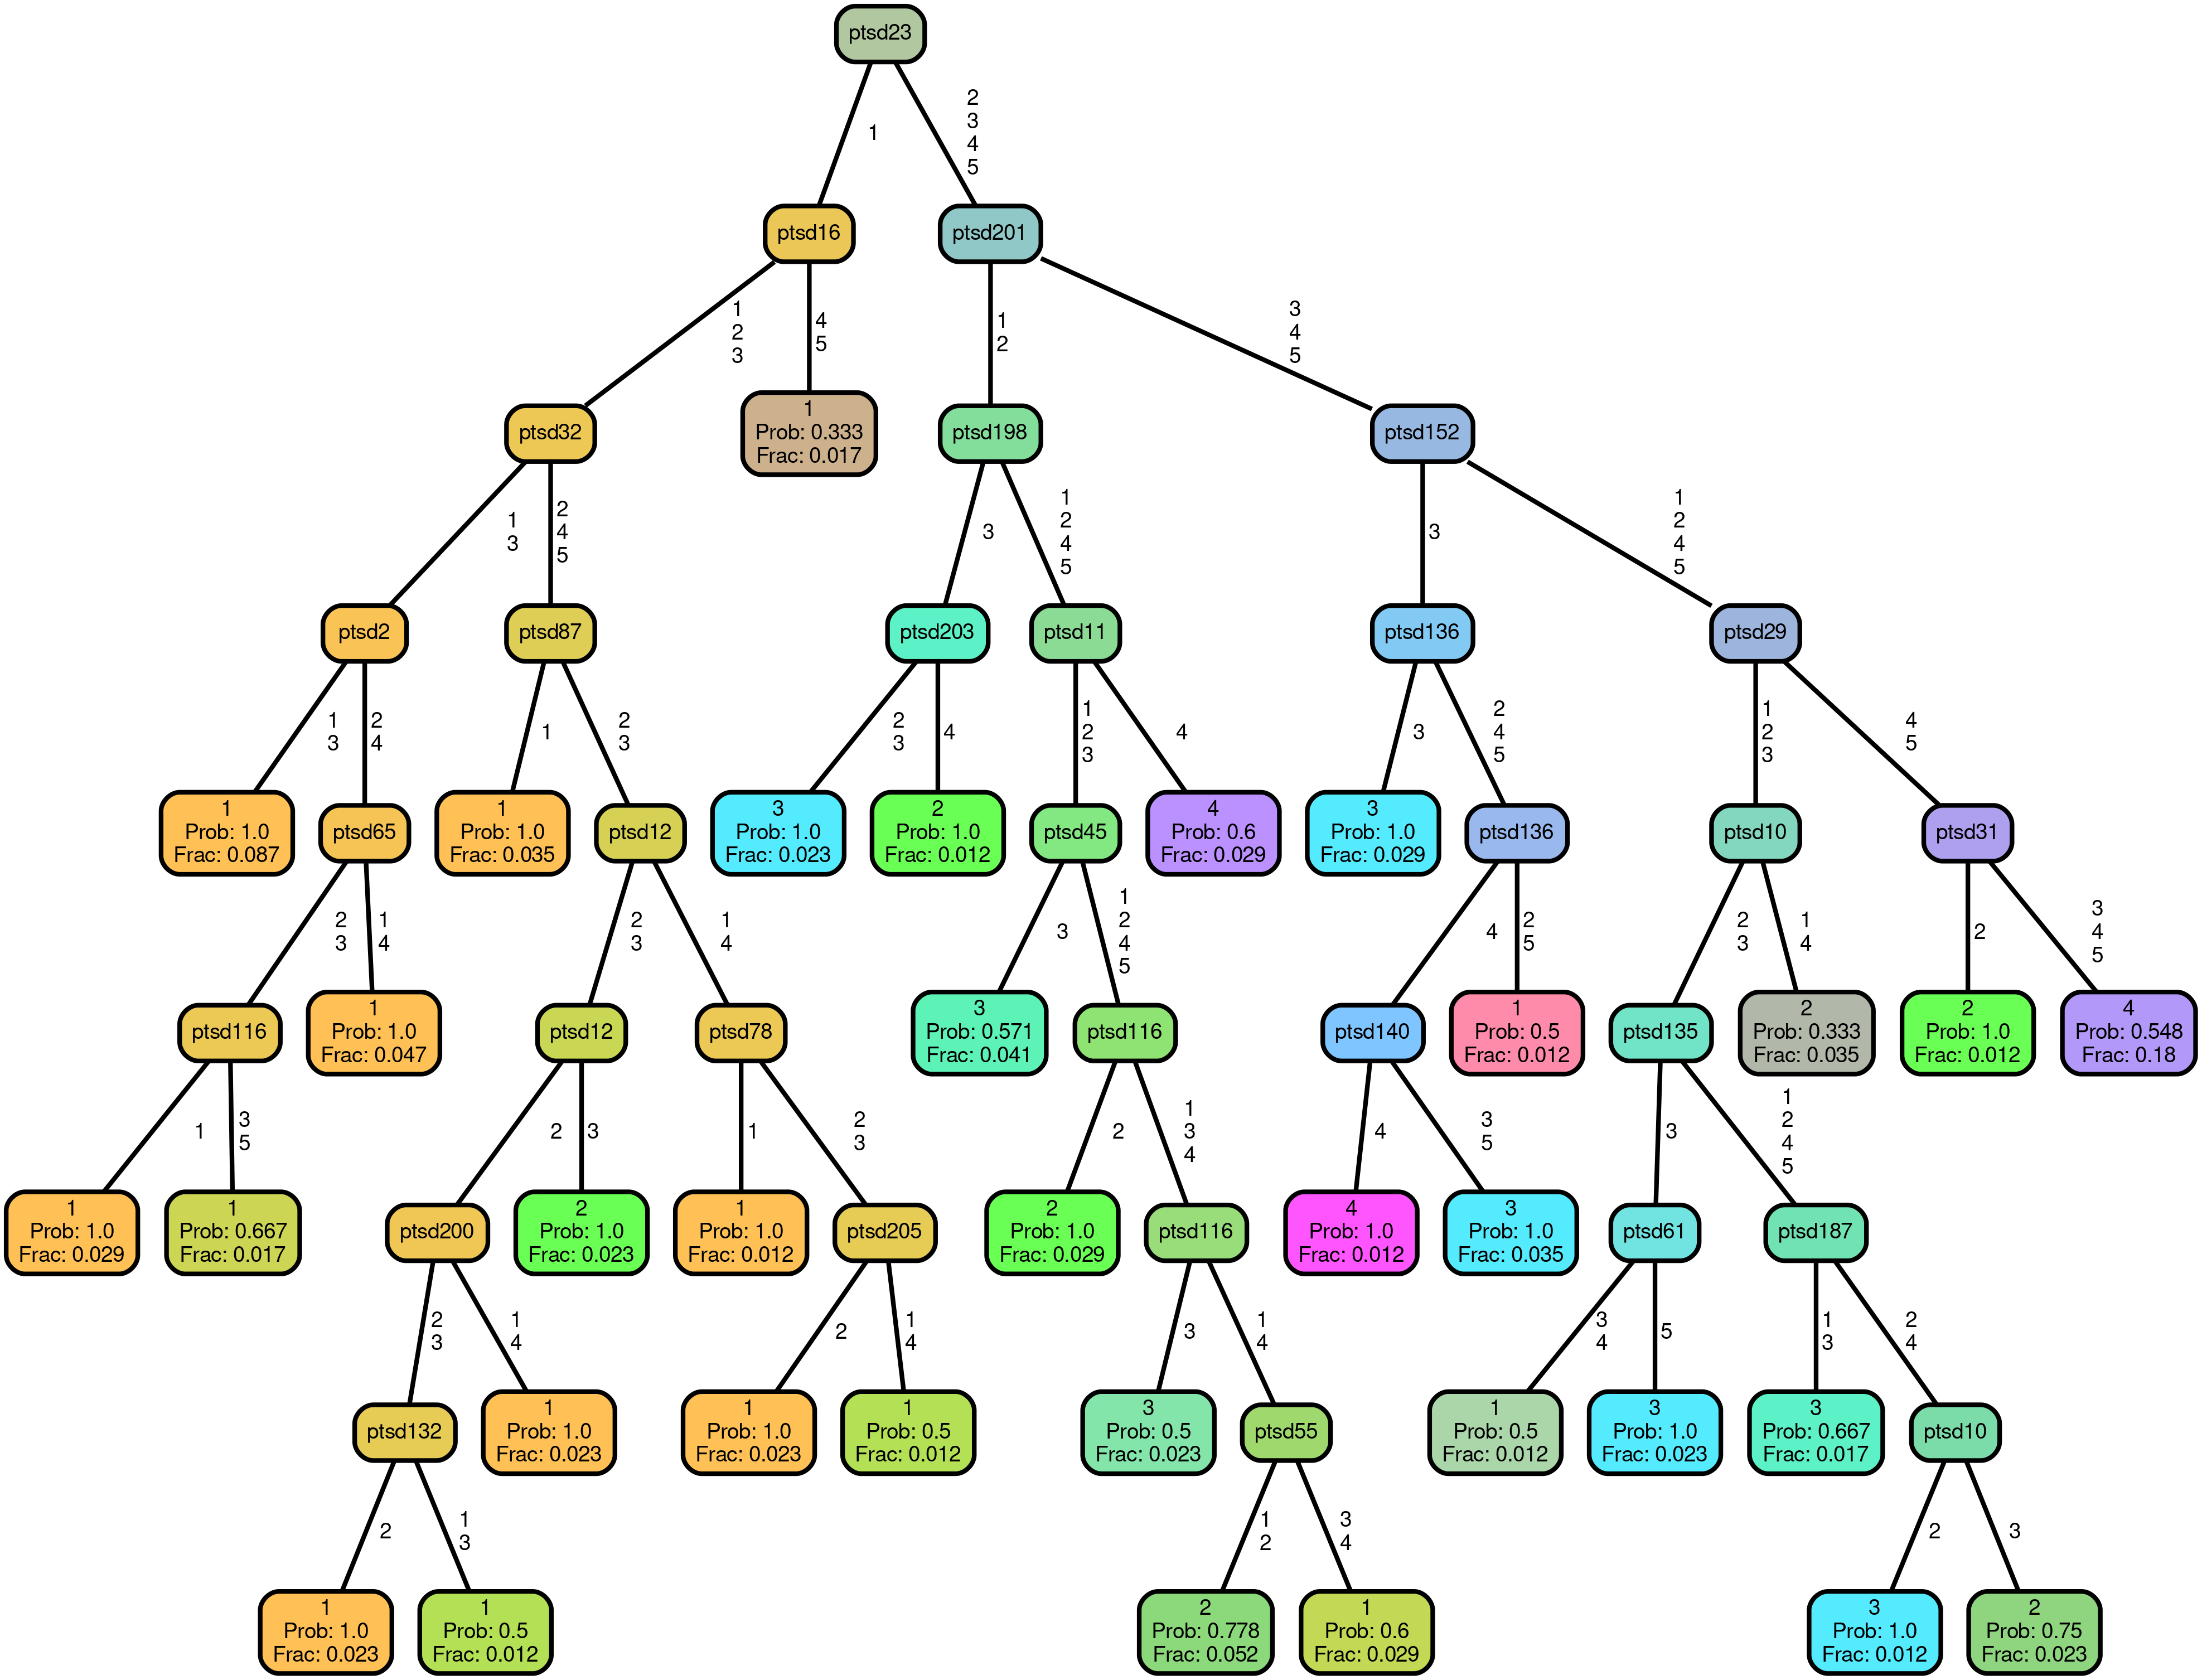 ptsd23
1
2
3
4
5
ptsd16
ptsd201
1
2
3
4
5
1
2
3
4
5
ptsd32
1
Prob: 0.333
Frac: 0.017
ptsd198
ptsd152
1
3
2
4
5
3
1
2
4
5
3
1
2
4
5
ptsd2
ptsd87
ptsd203
ptsd11
ptsd136
ptsd29
1
3
2
4
1
2
3
2
3
4
1
2
3
4
3
2
4
5
1
2
3
4
5
1
Prob: 1.0
Frac: 0.087
ptsd65
1
Prob: 1.0
Frac: 0.035
ptsd12
3
Prob: 1.0
Frac: 0.023
2
Prob: 1.0
Frac: 0.012
ptsd45
4
Prob: 0.6
Frac: 0.029
3
Prob: 1.0
Frac: 0.029
ptsd136
ptsd10
ptsd31
2
3
1
4
2
3
1
4
3
1
2
4
5
4
2
5
2
3
1
4
2
3
4
5
ptsd116
1
Prob: 1.0
Frac: 0.047
ptsd12
ptsd78
3
Prob: 0.571
Frac: 0.041
ptsd116
ptsd140
1
Prob: 0.5
Frac: 0.012
ptsd135
2
Prob: 0.333
Frac: 0.035
2
Prob: 1.0
Frac: 0.012
4
Prob: 0.548
Frac: 0.18
1
3
5
2
3
1
2
3
2
1
3
4
4
3
5
3
1
2
4
5
1
Prob: 1.0
Frac: 0.029
1
Prob: 0.667
Frac: 0.017
ptsd200
2
Prob: 1.0
Frac: 0.023
1
Prob: 1.0
Frac: 0.012
ptsd205
2
Prob: 1.0
Frac: 0.029
ptsd116
4
Prob: 1.0
Frac: 0.012
3
Prob: 1.0
Frac: 0.035
ptsd61
ptsd187
2
3
1
4
2
1
4
3
1
4
3
4
5
1
3
2
4
ptsd132
1
Prob: 1.0
Frac: 0.023
1
Prob: 1.0
Frac: 0.023
1
Prob: 0.5
Frac: 0.012
3
Prob: 0.5
Frac: 0.023
ptsd55
1
Prob: 0.5
Frac: 0.012
3
Prob: 1.0
Frac: 0.023
3
Prob: 0.667
Frac: 0.017
ptsd10
2
1
3
1
2
3
4
2
3
1
Prob: 1.0
Frac: 0.023
1
Prob: 0.5
Frac: 0.012
2
Prob: 0.778
Frac: 0.052
1
Prob: 0.6
Frac: 0.029
3
Prob: 1.0
Frac: 0.012
2
Prob: 0.75
Frac: 0.023